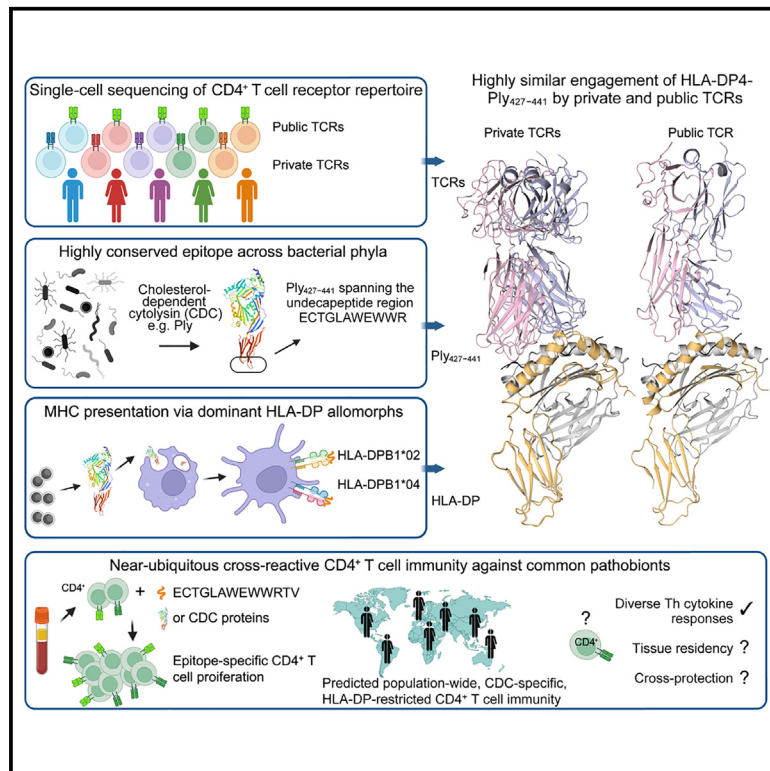 Single-cell sequencing of CD4⁺ T cell receptor repertoire
Public TCRs
Private TCRs
Highly similar engagement of HLA-DP4-
Ply₄₂₇₋₄₄₁ by private and public TCRs
Private TCRs
Public TCR
TCRs
Highly conserved epitope across bacterial phyla
Cholesterol-
dependent
cytolysin (CDC)
e.g. Ply
Ply₄₂₇₋₄₄₁ spanning the
undecapeptide region
ECTGLAWEWWR
Ply₄₂₇₋₄₄₁
MHC presentation via dominant HLA-DP allomorphs
HLA-DPB1*02
HLA-DPB1*04
HLA-DP
Near-ubiquitous cross-reactive CD4⁺ T cell immunity against common pathobionts
CD4⁺
+
ECTGLAWEWWRTV
or CDC proteins
Epitope-specific CD4⁺ T
cell proliferation
Predicted population-wide, CDC-specific,
HLA-DP-restricted CD4⁺ T cell immunity
?
CD4⁺
Diverse Th cytokine
responses ✓
Tissue residency ?
Cross-protection ?